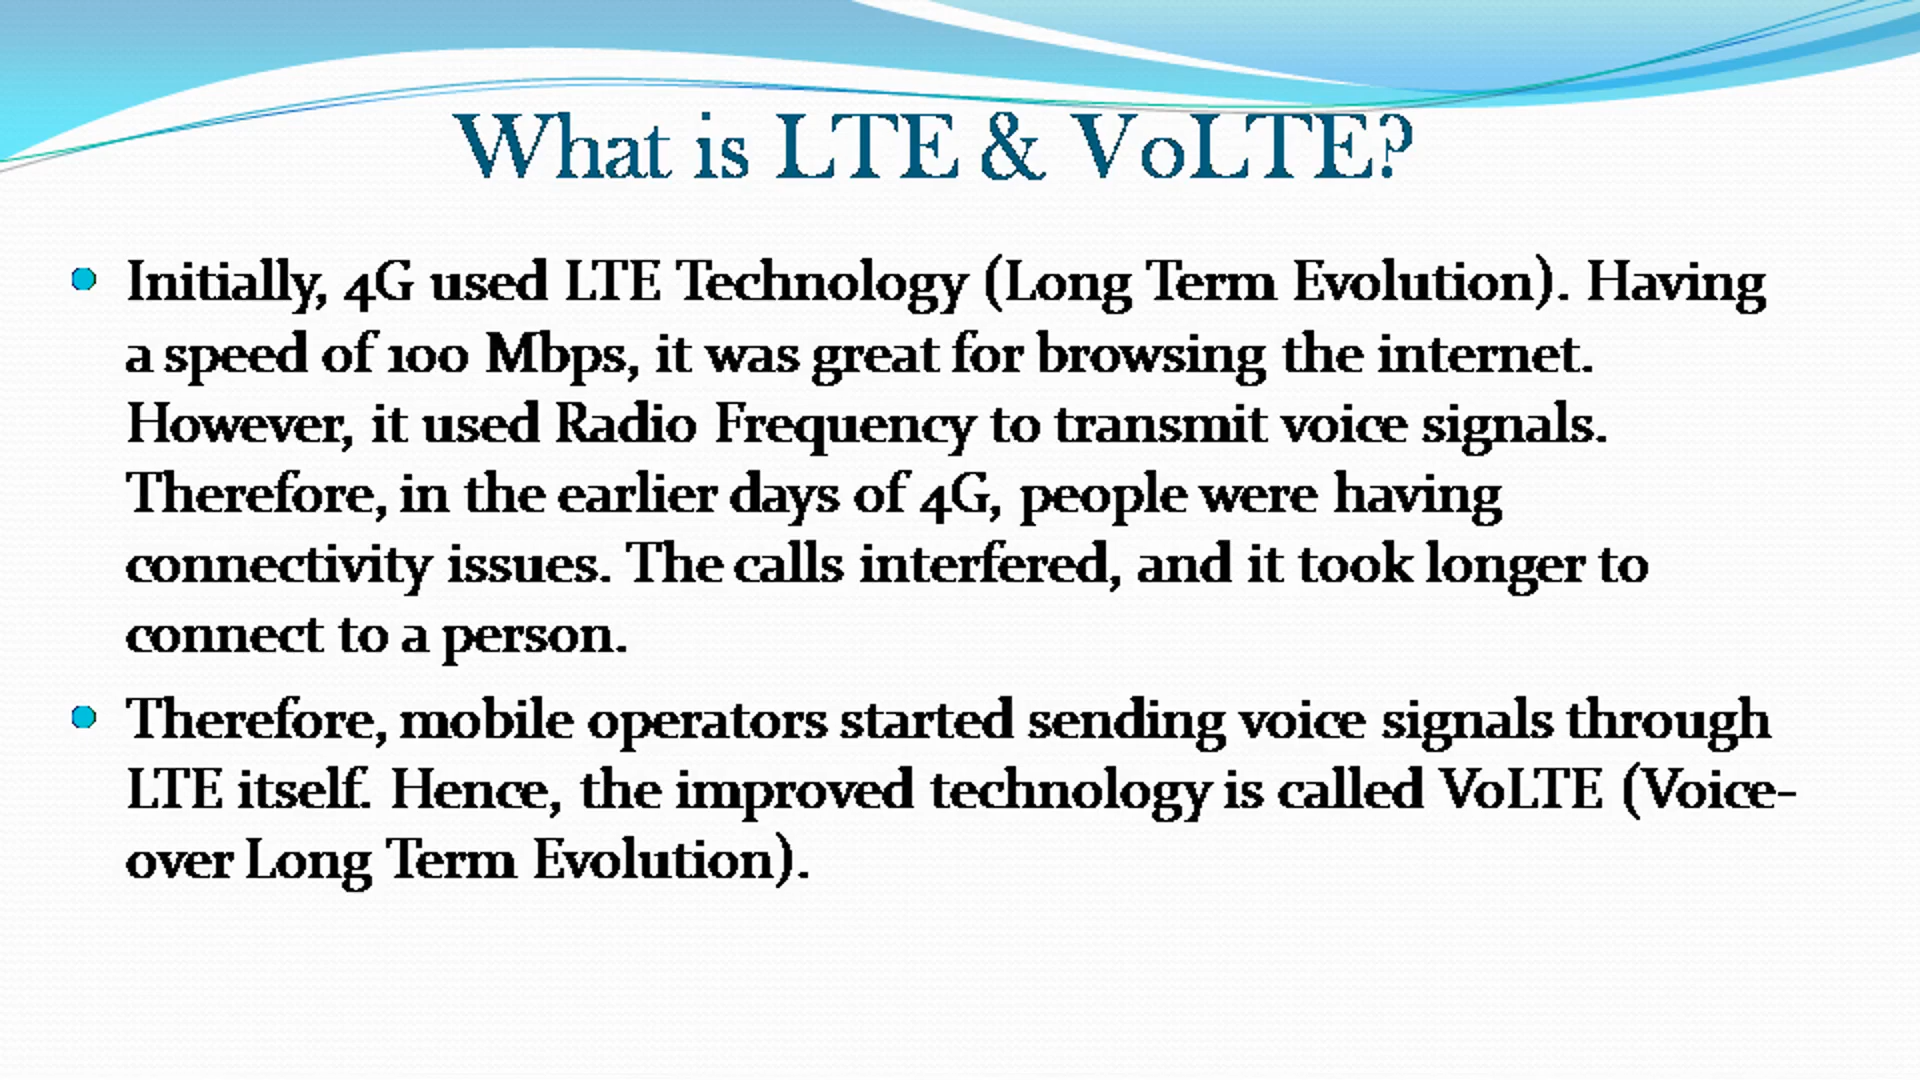 What is LTE & VoLTE?
Initially, 4G used LTE Technology (Long Term Evolution). Having
a speed of 100 Mbps, it was great for browsing the internet.
However, it used Radio Frequency to transmit voice signals.
Therefore, in the earlier days of 4G, people were having
connectivity issues. The calls interfered, and it took longer to
connect to a person.
Therefore, mobile operators started sending voice signals through
LTE itself. Hence, the improved technology is called VoLTE (Voice-
over Long Term Evolution).